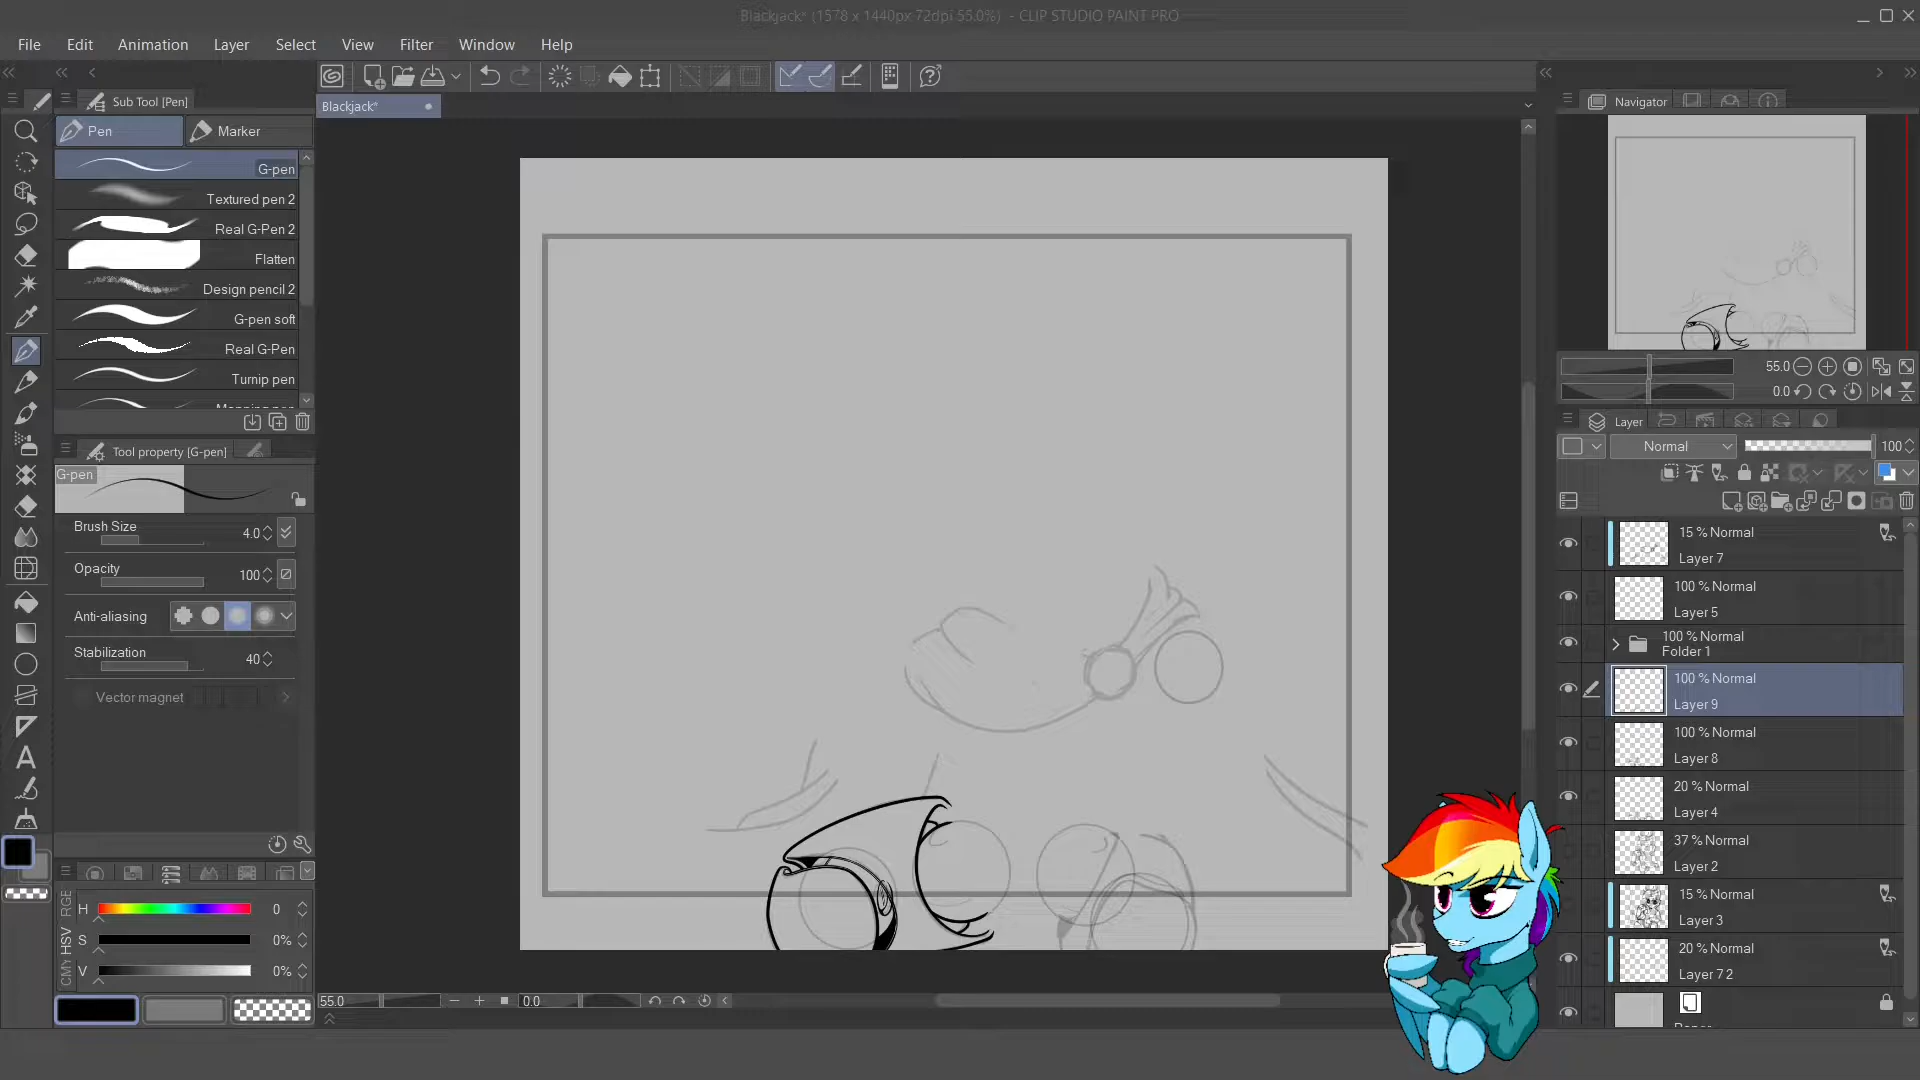 Blackjack* (1578 x 1440px 72dpi 55.0%) - CLIP STUDIO PAINT PRO
File Edit Animation Layer Select View Filter Window Help
Sub Tool [Pen]
Blackjack*
Navigator
Pen Marker
G-pen
Textured pen 2
Real G-Pen 2
Flatten
Design pencil 2
G-pen soft
Real G-Pen
Turnip pen
55.0
0.0
Layer
Normal 100
Tool property [G-pen]
G-pen
Brush Size 4.0
Opacity 100
Anti-aliasing
Stabilization 40
Vector magnet
15 % Normal
Layer 7
100 % Normal
Layer 5
100 % Normal
Folder 1
100 % Normal
Layer 9
100 % Normal
Layer 8
20 % Normal
Layer 4
37 % Normal
Layer 2
15 % Normal
Layer 3
20 % Normal
Layer 7 2
RGB
HSV
CMY
H 0
S 0%
V 0%
55.0 0.0